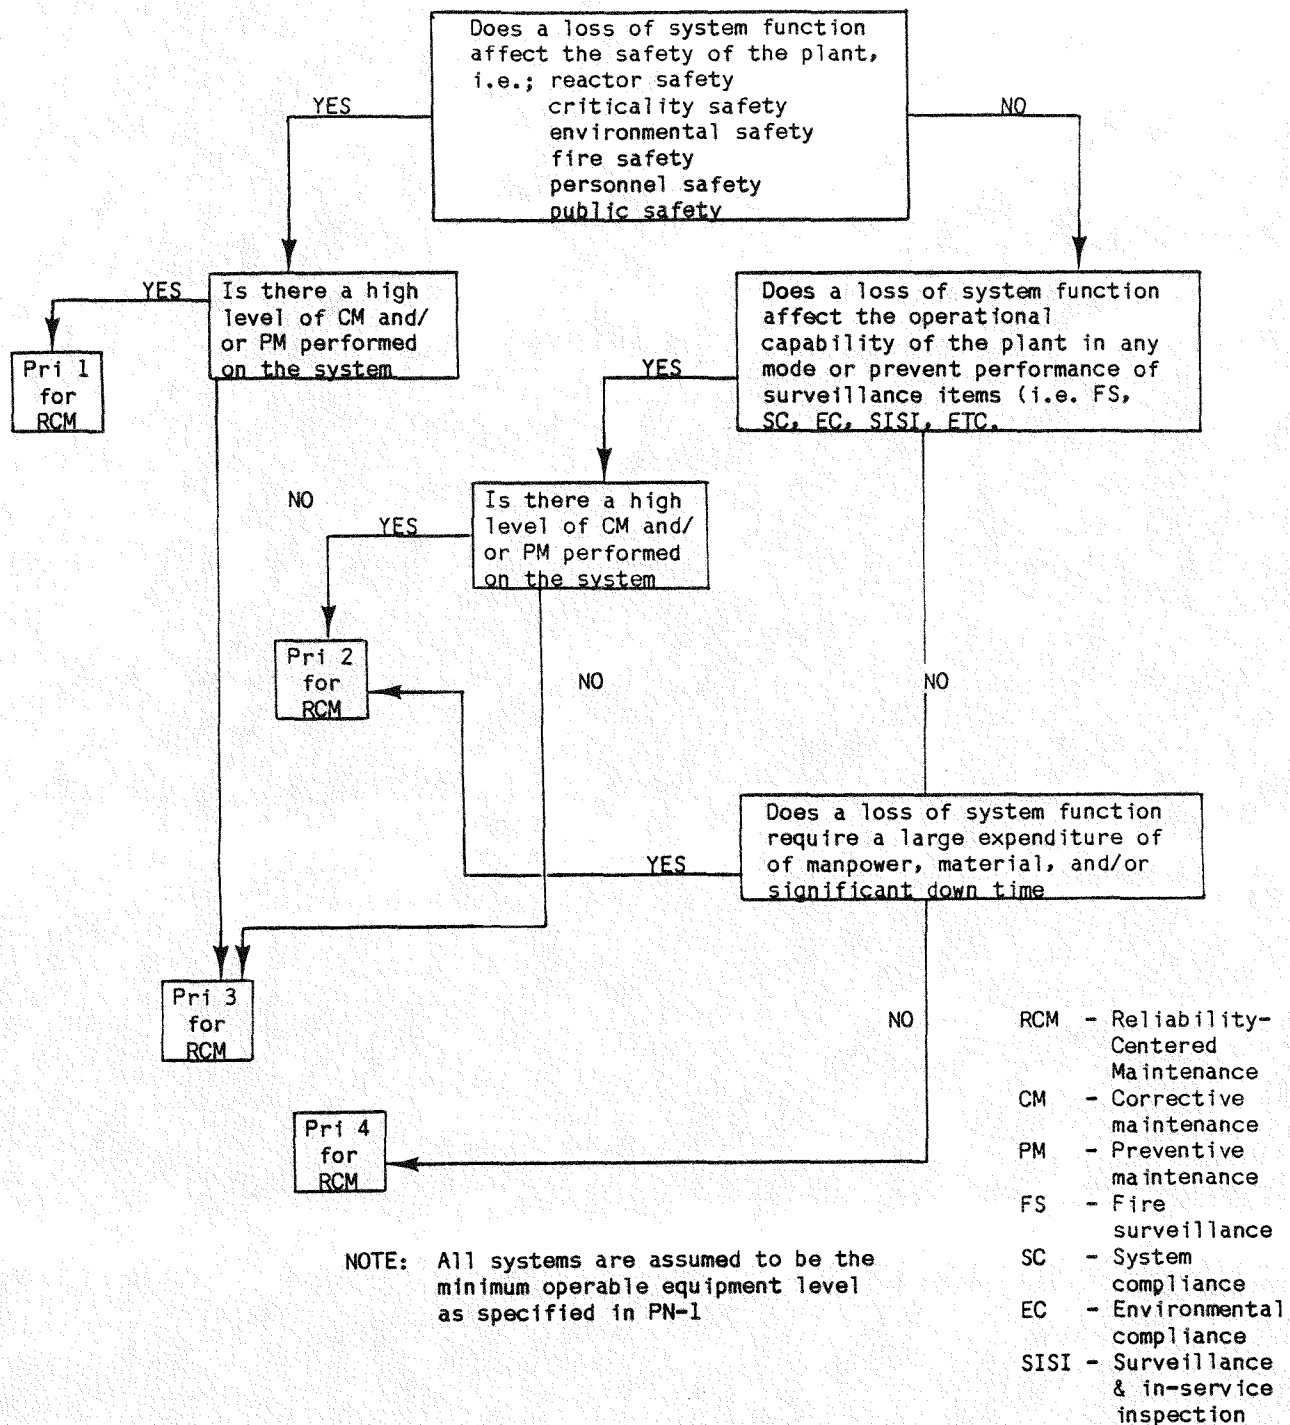 Does a loss of system function
affect the safety of the plant,
i.e.; reactor safety
criticality safety
environmental safety
fire safety
personnel safety
public safety
YES
NO
YES
Is there a high
level of CM and/
or PM performed
on the system
Pri 1
for
RCM
Does a loss of system function
affect the operational
capability of the plant in any
mode or prevent performance of
surveillance items (i.e. FS,
SC, EC, SISI, ETC.
YES
NO
Is there a high
level of CM and/
or PM performed
on the system
YES
Pri 2
for
RCM
NO
NO
Does a loss of system function
require a large expenditure of
of manpower, material, and/or
significant down time
YES
Pri 3
for
RCM
NO
Pri 4
for
RCM
RCM - Reliability-
Centered
Maintenance
CM - Corrective
maintenance
PM - Preventive
maintenance
FS - Fire
surveillance
SC - System
compliance
EC - Environmental
compliance
SISI - Surveillance
& in-service
inspection
NOTE: All systems are assumed to be the
minimum operable equipment level
as specified in PN-1